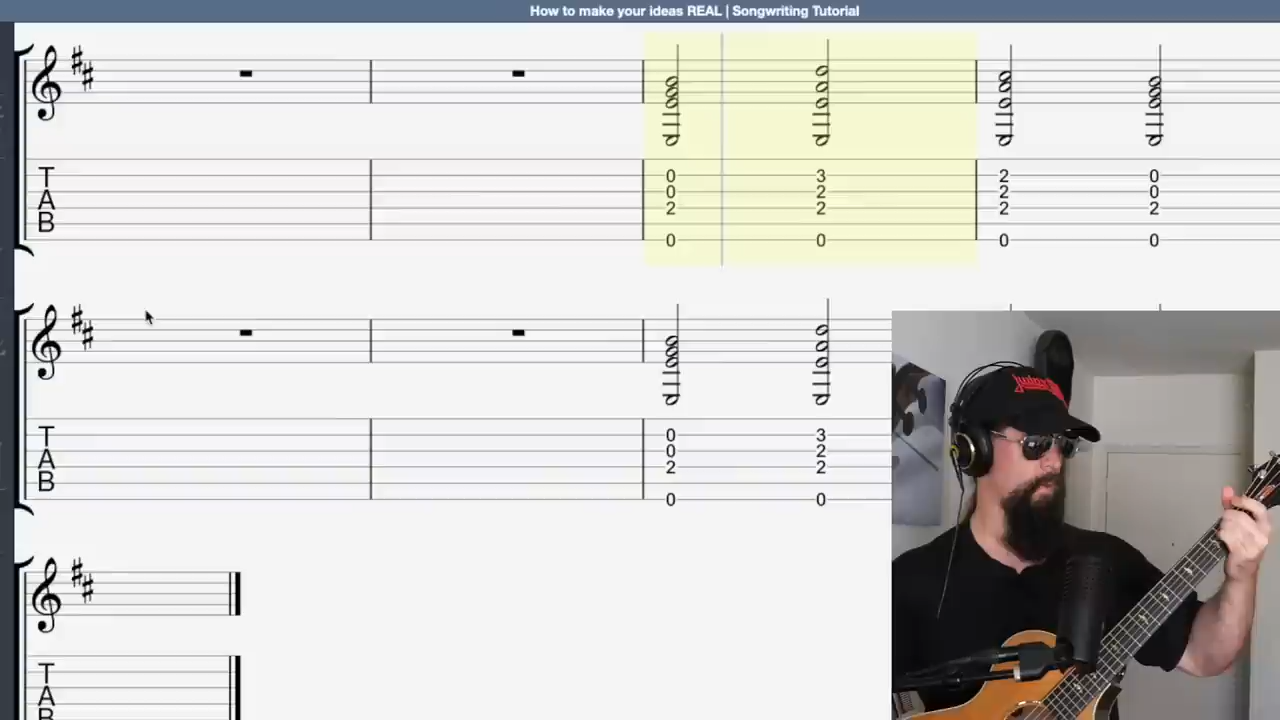 How to make your ideas REAL | Songwriting Tutorial
T 0 3 2 0
A 0 2 2 0
2 2 2 2
B 0 0 0 0
T 0 3
A 0 2
2 2
B 0 0
T
A
B